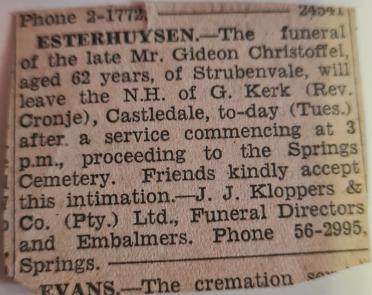 Phone 2-1772, — 24541
ESTERHUYSEN.—The funeral
of the late Mr. Gideon Christoffel,
aged 62 years, of Strubenvale, will
leave the N.H. of G. Kerk (Rev.
Cronje), Castledale, to-day (Tues.)
after a service commencing at 3
p.m., proceeding to the Springs
Cemetery. Friends kindly accept
this intimation.—J. J. Kloppers &
Co. (Pty.) Ltd., Funeral Directors
and Embalmers. Phone 56-2995,
Springs.
EVANS.—The cremation